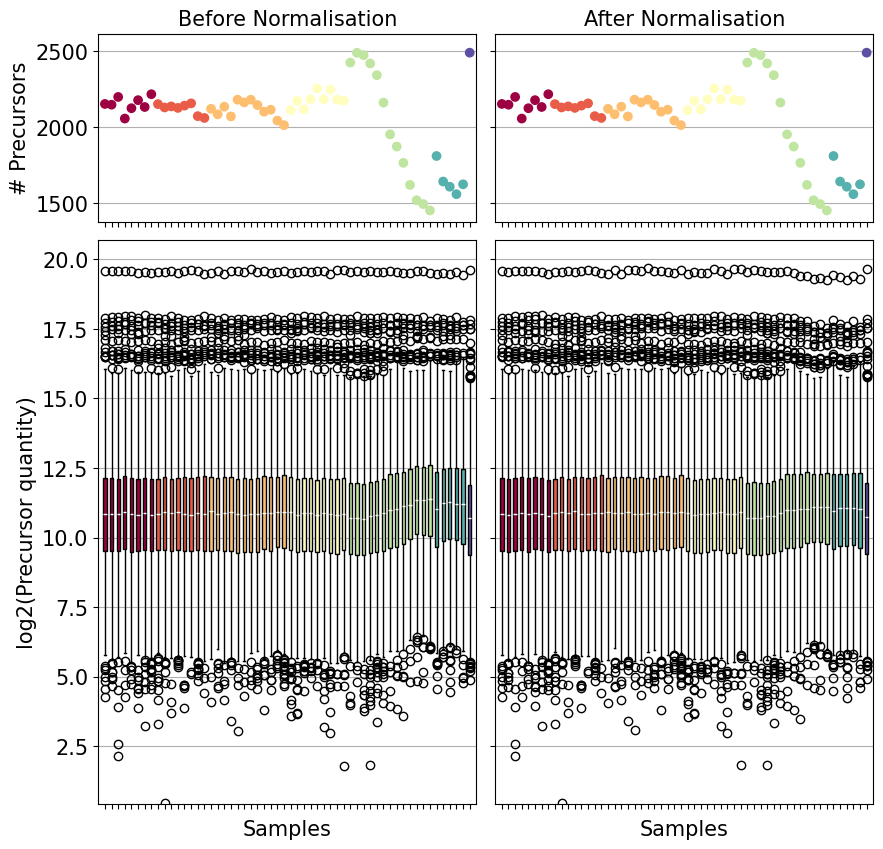 Before Normalisation
After Normalisation
# Precursors
2500
2000
1500
log2(Precursor quantity)
20.0
17.5
15.0
12.5
10.0
7.5
5.0
2.5
Samples
Samples